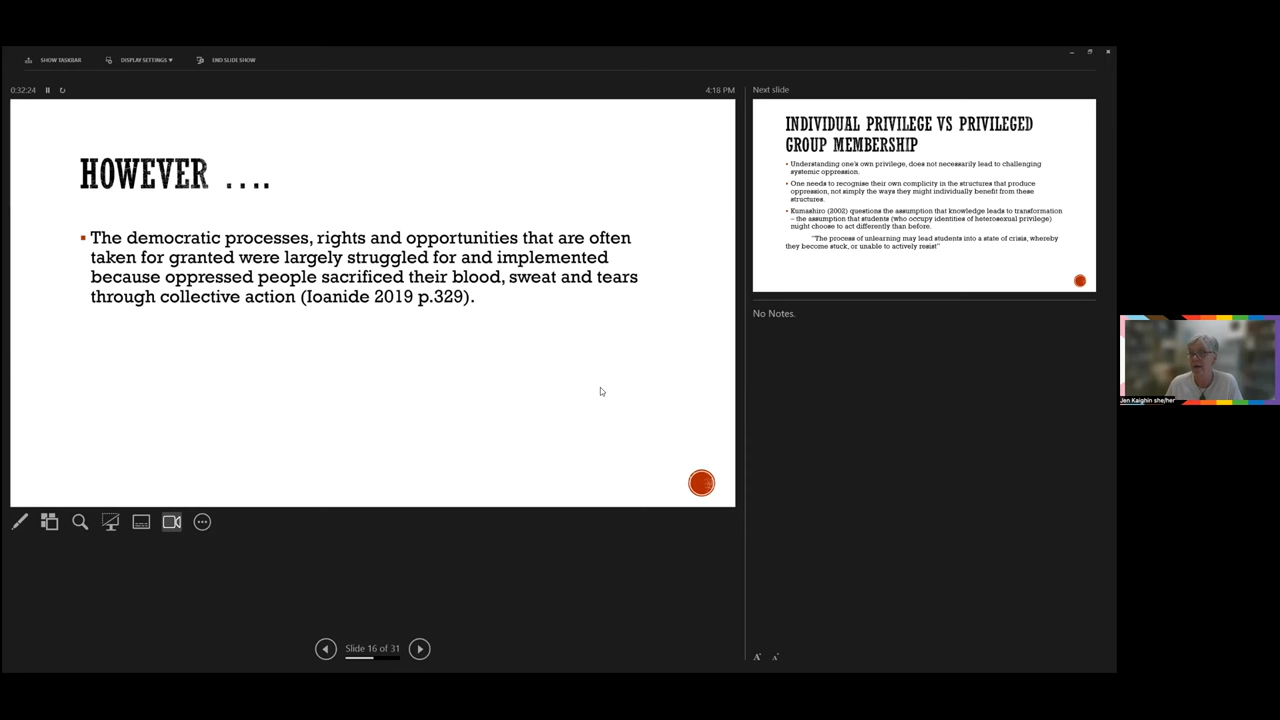 SHOW TASKBAR
DISPLAY SETTINGS ▾
END SLIDE SHOW
0:32:24
4:18 PM
HOWEVER ....
▪ The democratic processes, rights and opportunities that are often
taken for granted were largely struggled for and implemented
because oppressed people sacrificed their blood, sweat and tears
through collective action (Ioanide 2019 p.329).
Slide 16 of 31
Next slide
INDIVIDUAL PRIVILEGE VS PRIVILEGED
GROUP MEMBERSHIP
▪ Understanding one's own privilege, does not necessarily lead to challenging
systemic oppression.
▪ One needs to recognise their own complicity in the structures that produce
oppression, not simply the ways they might individually benefit from these
structures.
▪ Kumashiro (2002) questions the assumption that knowledge leads to transformation
– the assumption that students (who occupy identities of heterosexual privilege)
might choose to act differently than before.
"The process of unlearning may lead students into a state of crisis, whereby
they become stuck, or unable to actively resist"
No Notes.
A A
Jen Kaighin she/her